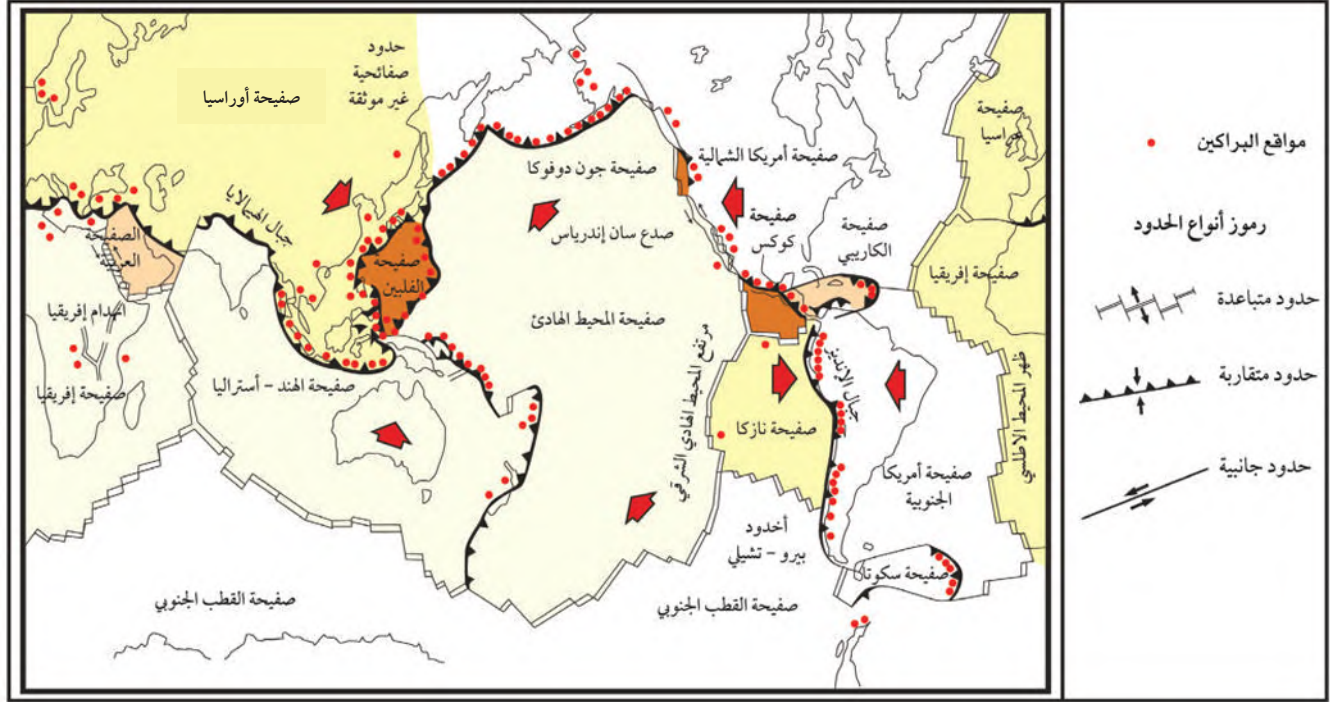 مواقع البراكين
رموز أنواع الحدود
حدود متباعدة
حدود متقاربة
حدود جانبية
حدود
صفائحية
غير موثقة
صفيحة أوراسيا
صفيحة
صفيحة أمريكا الشمالية
صفيحة جون دوفوكا
جبال الهيمالايا
صفيحة
الكاريبي
صفيحة
كوكس
صدع سان إندرياس
صفيحة
الفلبين
الصفيحة
العربية
صفيحة إفريقيا
انهدام إفريقيا
صفيحة المحيط الهادئ
مرتفع المحيط الهادي الشرقي
جبال الإنديز
ظهر المحيط الاطلسي
صفيحة الهند - أستراليا
صفيحة إفريقيا
صفيحة نازكا
صفيحة أمريكا
الجنوبية
أخدود
بيرو - تشيلي
صفيحة سكوتا
صفيحة القطب الجنوبي
صفيحة القطب الجنوبي